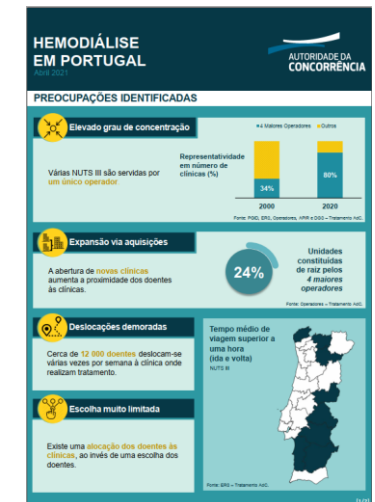 HEMODIÁLISE
EM PORTUGAL
Abril 2021
AUTORIDADE DA
CONCORRÊNCIA
PREOCUPAÇÕES IDENTIFICADAS
Elevado grau de concentração
Várias NUTS III são servidas por
um único operador.
Representatividade
em número de
clínicas (%)
4 Maiores Operadores
Outros
34%
80%
2000
2020
Fonte: PGID, ERS, Operadores, SPN e DGS – Tratamento AdC.
Expansão via aquisições
A abertura de novas clínicas
aumenta a proximidade dos doentes
às clínicas.
24%
Unidades
constituídas
de raiz pelos
4 maiores
operadores
Fonte: Operadores – Tratamento AdC.
Deslocações demoradas
Cerca de 12 000 doentes deslocam-se
várias vezes por semana à clínica onde
realizam tratamento.
Tempo médio de
viagem superior a
uma hora
(ida e volta)
NUTS III
Escolha muito limitada
Existe uma alocação dos doentes às
clínicas, ao invés de uma escolha dos
doentes.
Fonte: ERS – Tratamento AdC.